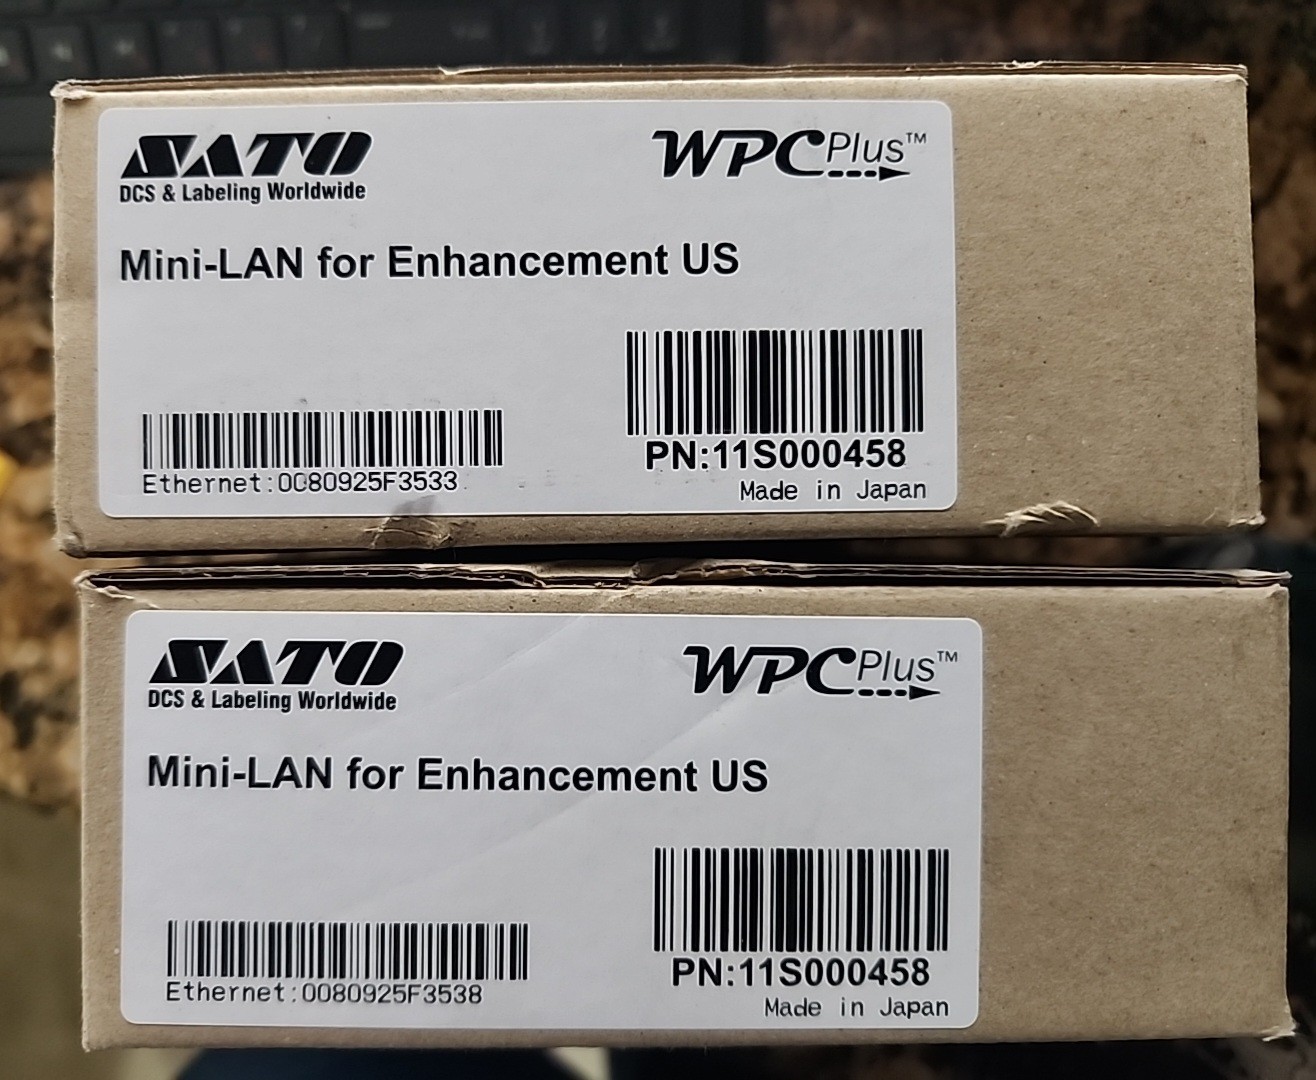 SATO
DCS & Labeling Worldwide
WPC Plus™
Mini-LAN for Enhancement US
Ethernet:0080925F3533
PN:11S000458
Made in Japan
SATO
DCS & Labeling Worldwide
WPC Plus™
Mini-LAN for Enhancement US
Ethernet:0080925F3538
PN:11S000458
Made in Japan